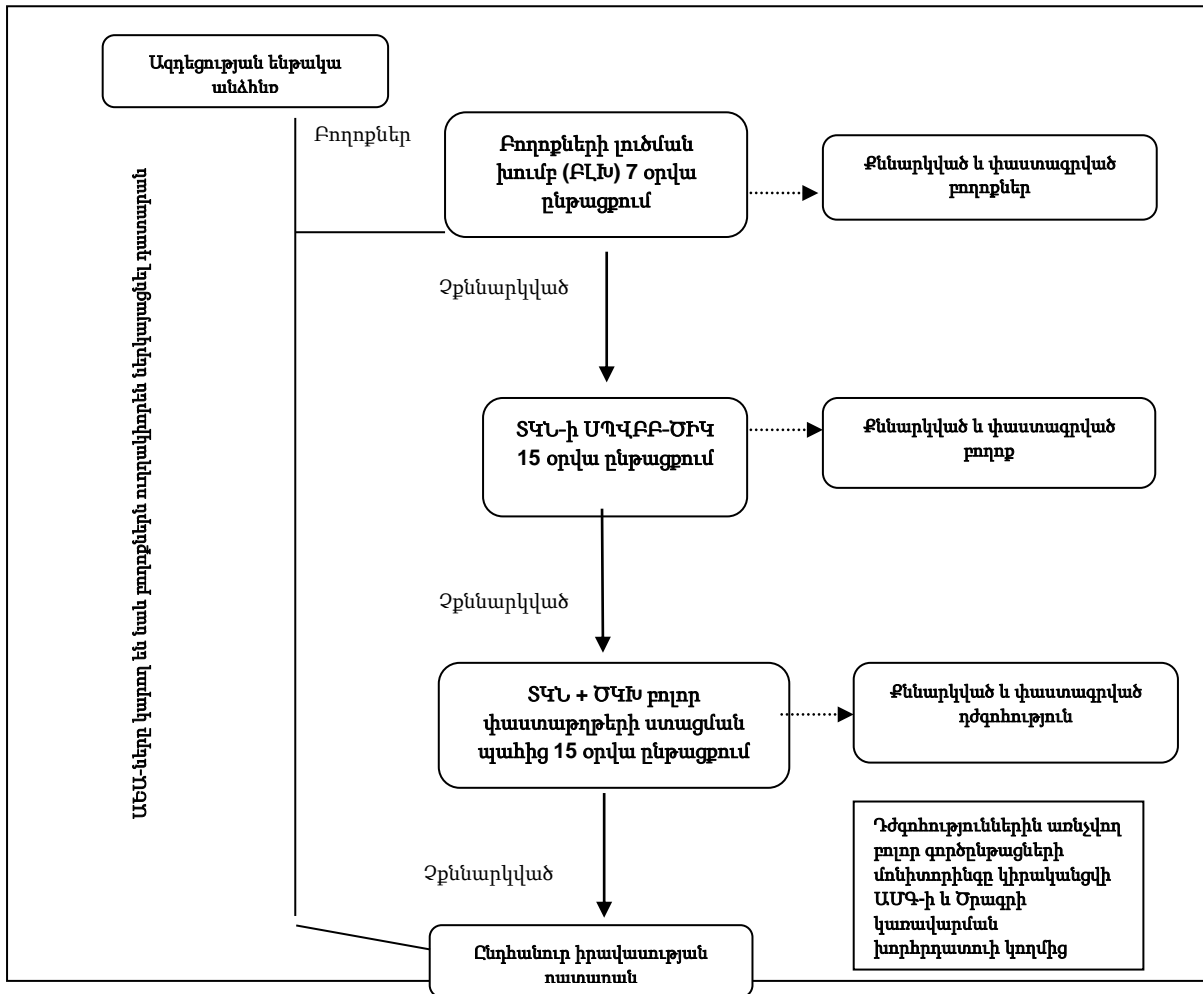 Ազդեցության ենթակա
անձինք
Բողոքներ
Բողոքների լուծման
խումբ (ԲԼԽ) 7 օրվա
ընթացքում
Քննարկված և փաստագրված
բողոքներ
Չքննարկված
ՏԿՆ-ի ՍՊՎԲԲ-ԾԻԿ
15 օրվա ընթացքում
Քննարկված և փաստագրված
բողոք
Չքննարկված
ՏԿՆ + ԾԿԽ բոլոր
փաստաթղթերի ստացման
պահից 15 օրվա ընթացքում
Քննարկված և փաստագրված
դժգոհություն
Չքննարկված
Դժգոհություններին առնչվող
բոլոր գործընթացների
մոնիտորինգը կիրականցվի
ԱՄԳ-ի և Ծրագրի
կառավարման
խորհրդատուի կողմից
Ընդհանուր իրավասության
դատարան
ԱԵԱ-ները կարող են նաև բողոքներն ուղղակիորեն ներկայացնել դատարան